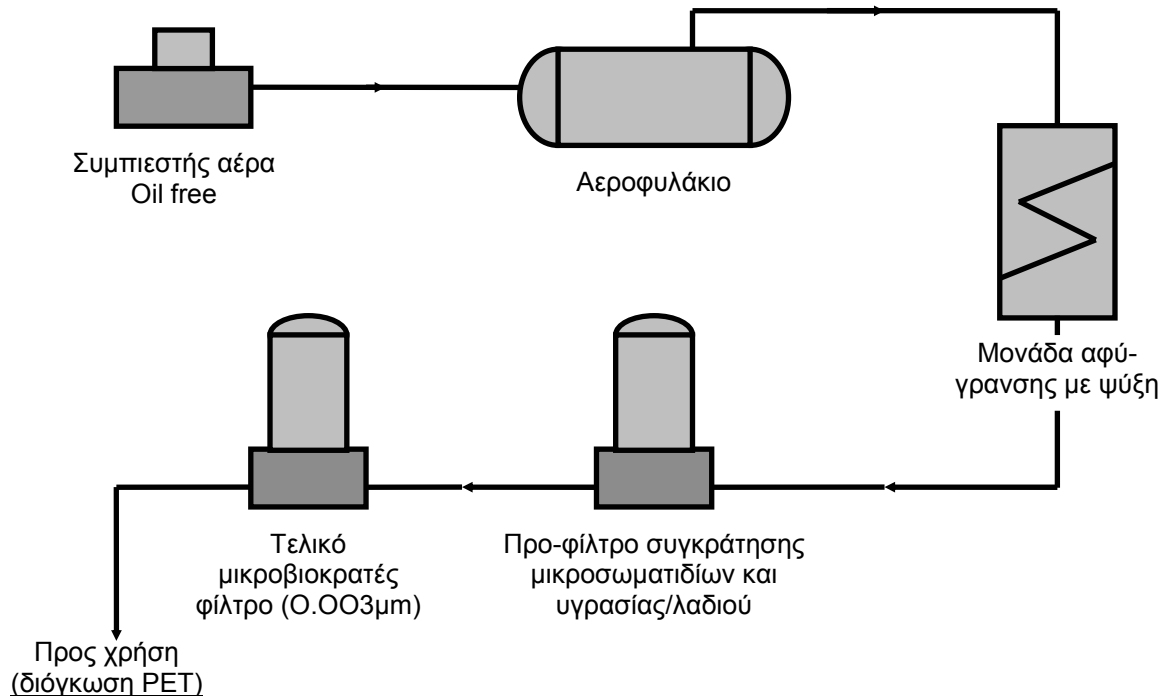 Συμπιεστής αέρα
Oil free
Αεροφυλάκιο
Μονάδα αφύ-
γρανσης με ψύξη
Προ-φίλτρο συγκράτησης
μικροσωματιδίων και
υγρασίας/λαδιού
Τελικό
μικροβιοκρατές
φίλτρο (Ο.ΟΟ3μm)
Προς χρήση
(διόγκωση PET)